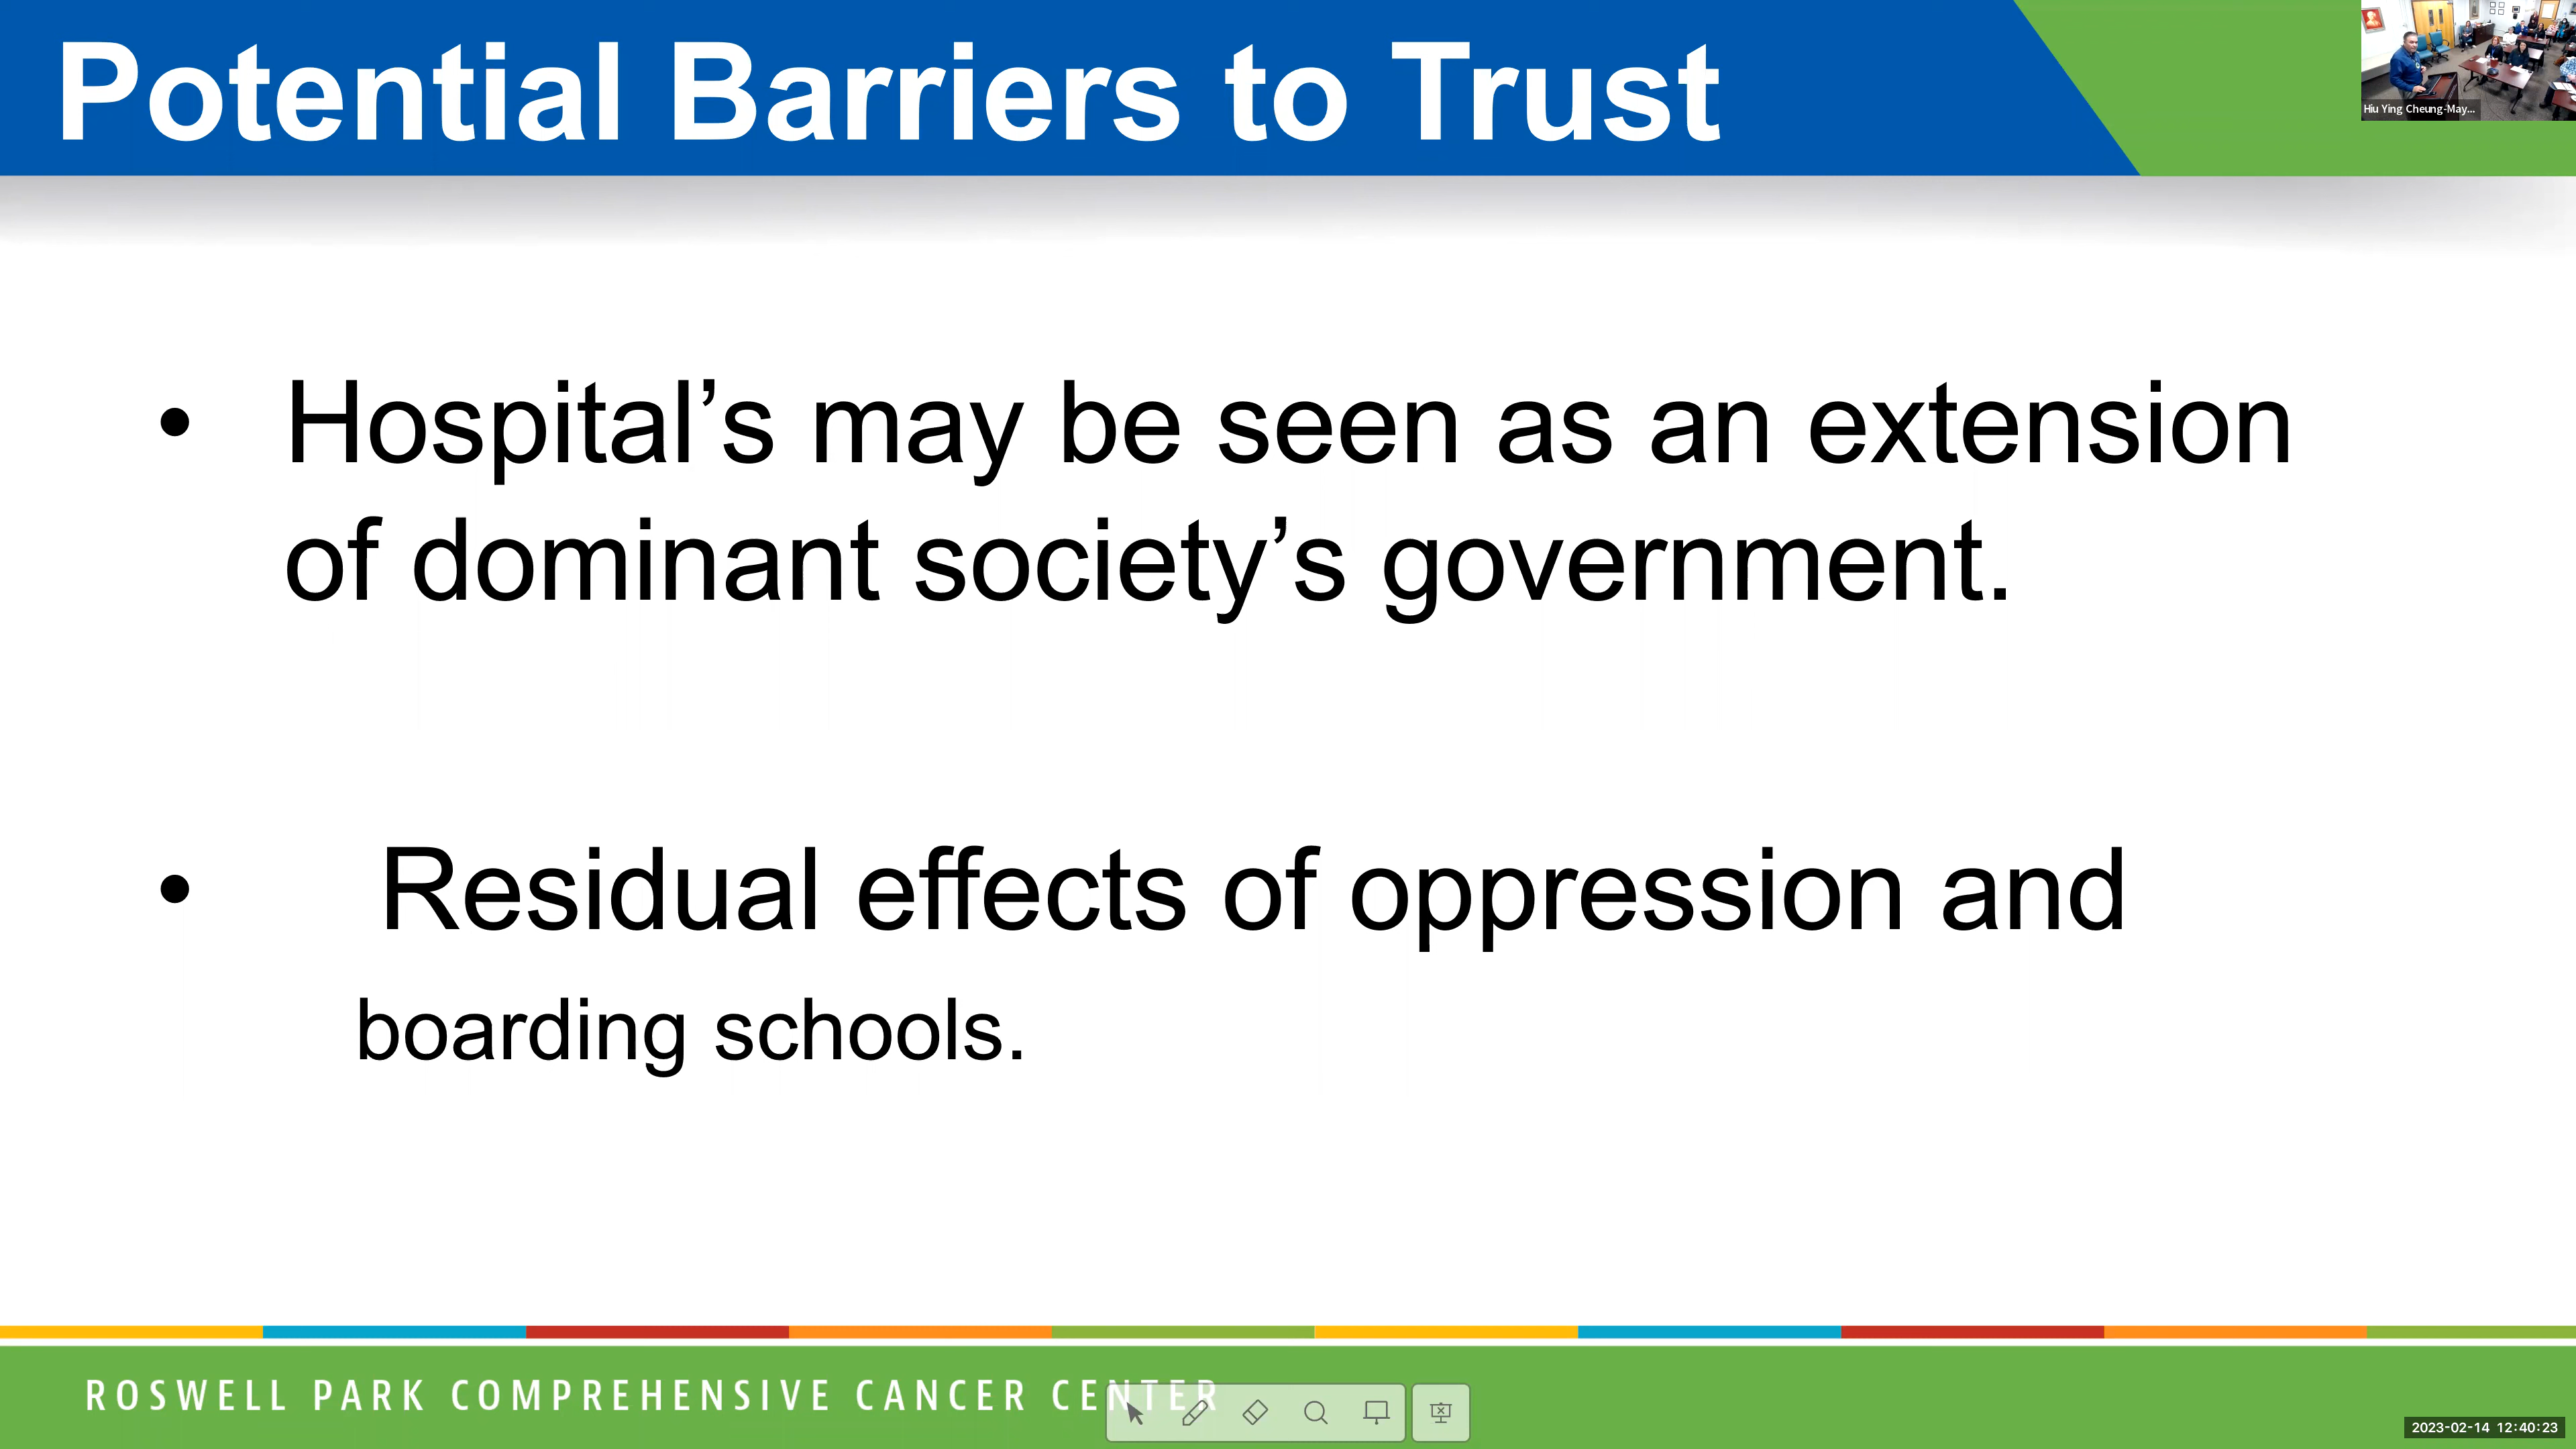 Potential Barriers to Trust
Hiu Ying Cheung-May...
• Hospital’s may be seen as an extension
of dominant society’s government.
• Residual effects of oppression and
boarding schools.
ROSWELL PARK COMPREHENSIVE CANCER CENTER
2023-02-14 12:40:23